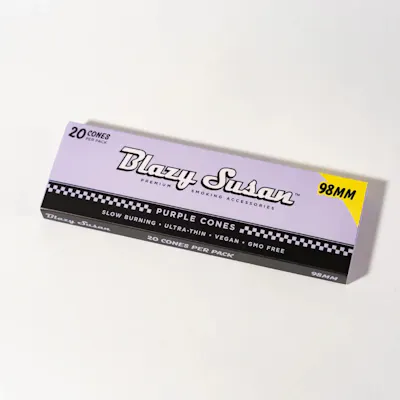 20 CONES
PER PACK
Blazy Susan™
PREMIUM SMOKING ACCESSORIES
98MM
PURPLE CONES
SLOW BURNING • ULTRA-THIN • VEGAN • GMO FREE
Blazy Susan
20 CONES PER PACK
98MM